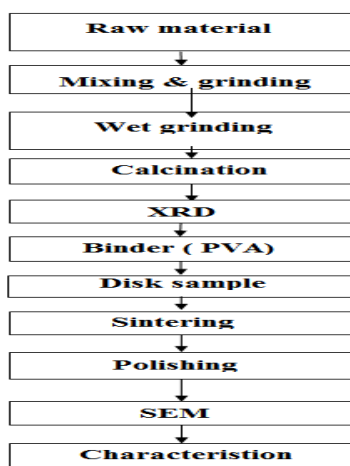 Raw material
Mixing & grinding
Wet grinding
Calcination
XRD
Binder ( PVA)
Disk sample
Sintering
Polishing
SEM
Characteristion